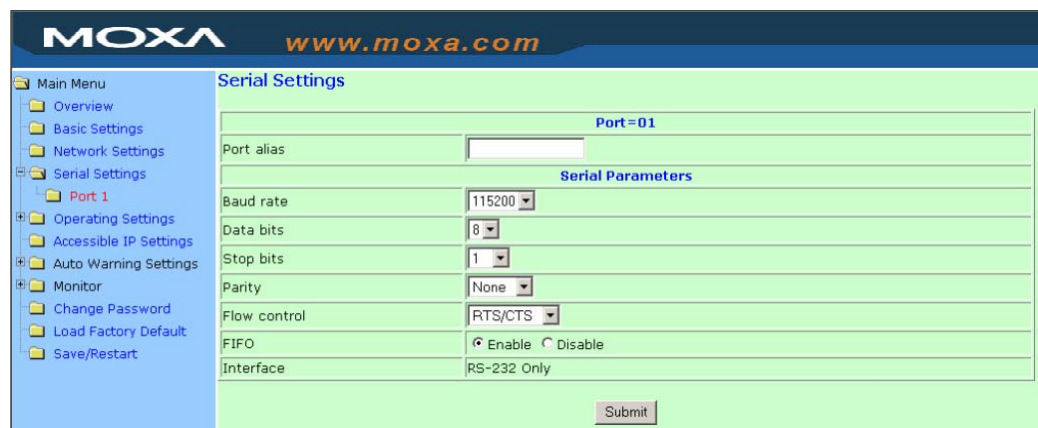 MOXA www.moxa.com
Main Menu
Overview
Basic Settings
Network Settings
Serial Settings
Port 1
Operating Settings
Accessible IP Settings
Auto Warning Settings
Monitor
Change Password
Load Factory Default
Save/Restart
Serial Settings
Port=01
Port alias
Serial Parameters
Baud rate 115200
Data bits 8
Stop bits 1
Parity None
Flow control RTS/CTS
FIFO Enable Disable
Interface RS-232 Only
Submit